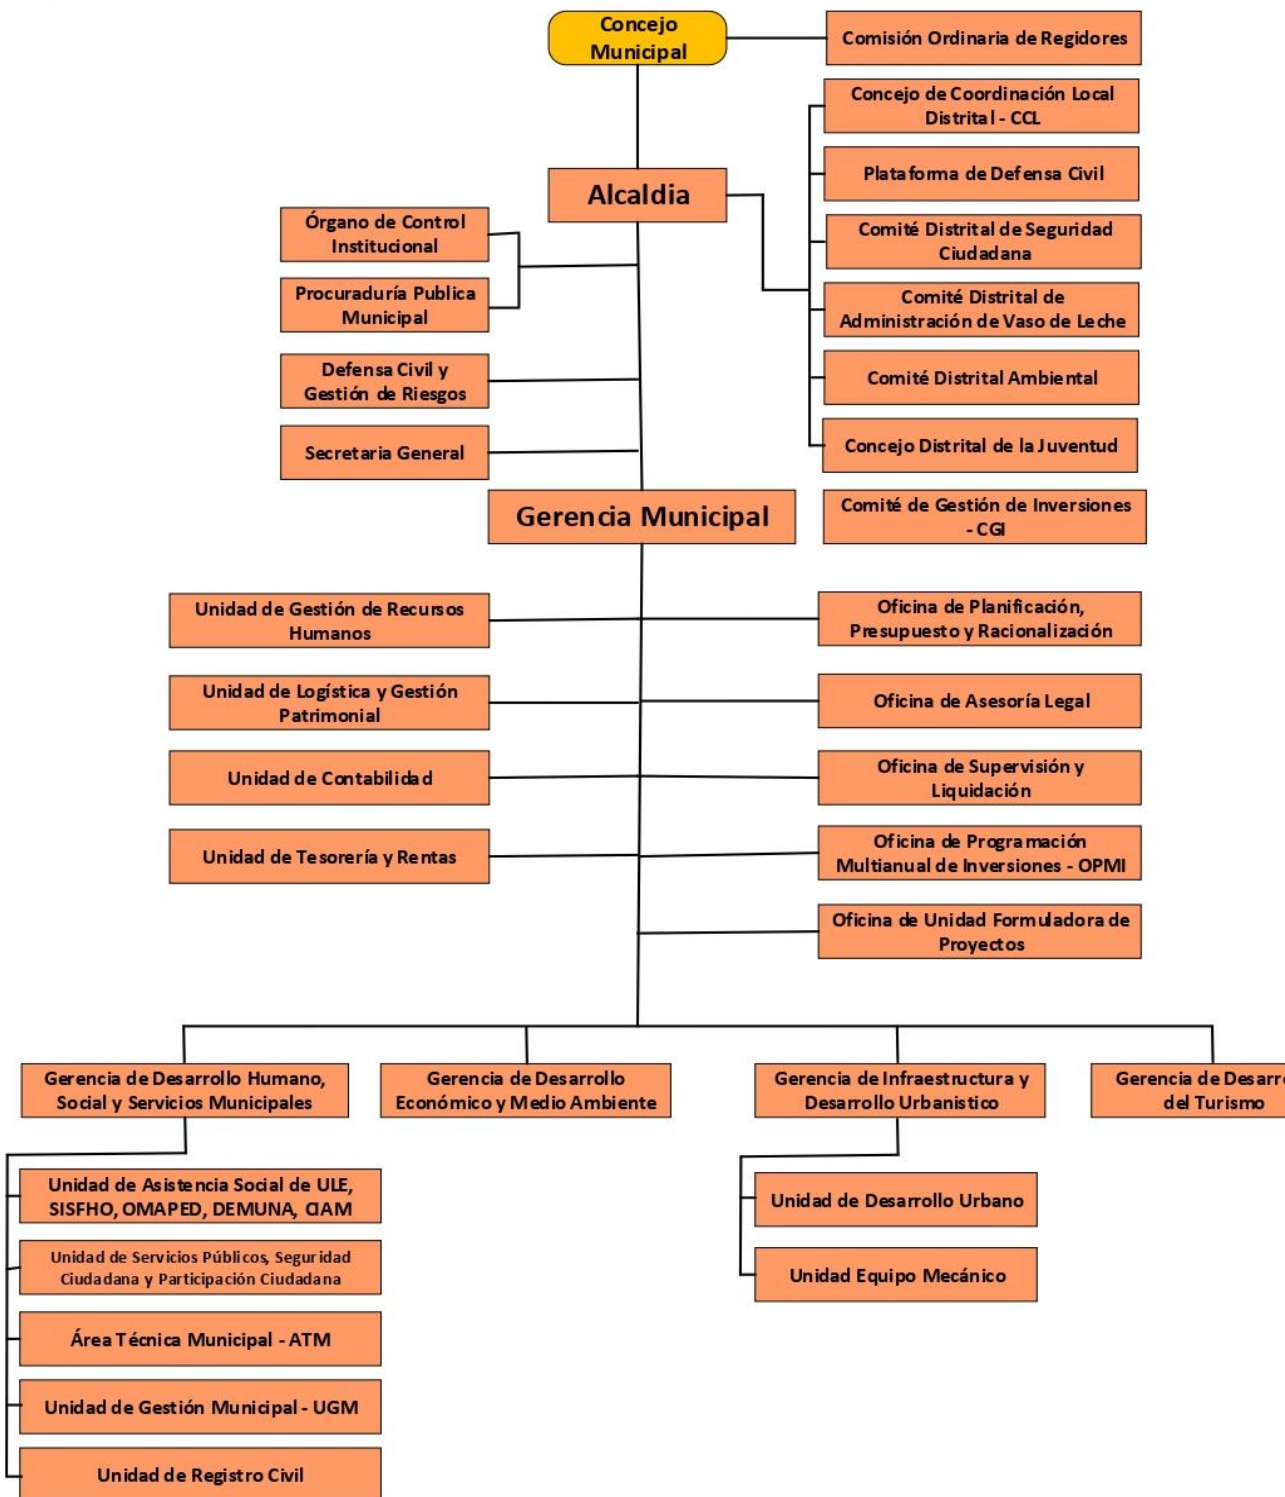 Concejo
Municipal
Comisión Ordinaria de Regidores
Concejo de Coordinación Local
Distrital - CCL
Plataforma de Defensa Civil
Alcaldia
Órgano de Control
Institucional
Comité Distrital de Seguridad
Ciudadana
Procuraduría Publica
Municipal
Comité Distrital de
Administración de Vaso de Leche
Defensa Civil y
Gestión de Riesgos
Comité Distrital Ambiental
Secretaria General
Concejo Distrital de la Juventud
Gerencia Municipal
Comité de Gestión de Inversiones
- CGI
Unidad de Gestión de Recursos
Humanos
Oficina de Planificación,
Presupuesto y Racionalización
Unidad de Logística y Gestión
Patrimonial
Oficina de Asesoría Legal
Unidad de Contabilidad
Oficina de Supervisión y
Liquidación
Unidad de Tesorería y Rentas
Oficina de Programación
Multianual de Inversiones - OPMI
Oficina de Unidad Formuladora de
Proyectos
Gerencia de Desarrollo Humano,
Social y Servicios Municipales
Gerencia de Desarrollo
Económico y Medio Ambiente
Gerencia de Infraestructura y
Desarrollo Urbanistico
Gerencia de
del Turismo
Unidad de Asistencia Social de ULE,
SISFHO, OMAPED, DEMUNA, CIAM
Unidad de Servicios Públicos, Seguridad
Ciudadana y Participación Ciudadana
Área Técnica Municipal - ATM
Unidad de Gestión Municipal - UGM
Unidad de Registro Civil
Unidad de Desarrollo Urbano
Unidad Equipo Mecánico